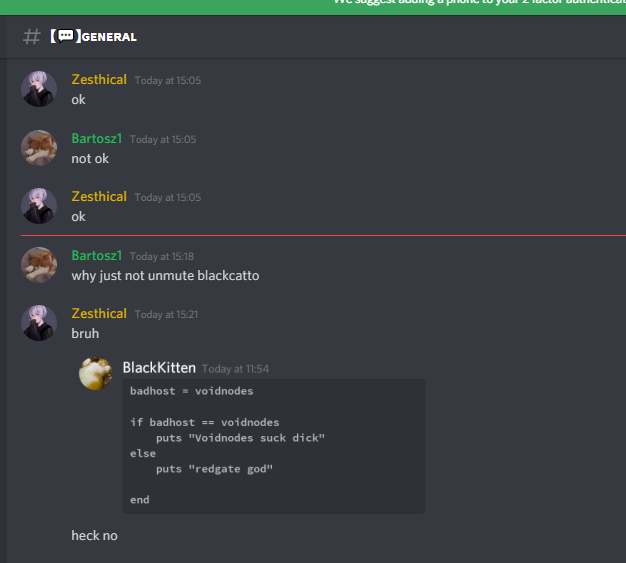 We suggest adding a phone to your 2 factor authenticat
# 【💬】GENERAL
Zesthical Today at 15:05
ok
Bartosz1 Today at 15:05
not ok
Zesthical Today at 15:05
ok
Bartosz1 Today at 15:18
why just not unmute blackcatto
Zesthical Today at 15:21
bruh
BlackKitten Today at 11:54
badhost = voidnodes
if badhost == voidnodes
    puts "Voidnodes suck dick"
else
    puts "redgate god"
end
heck no